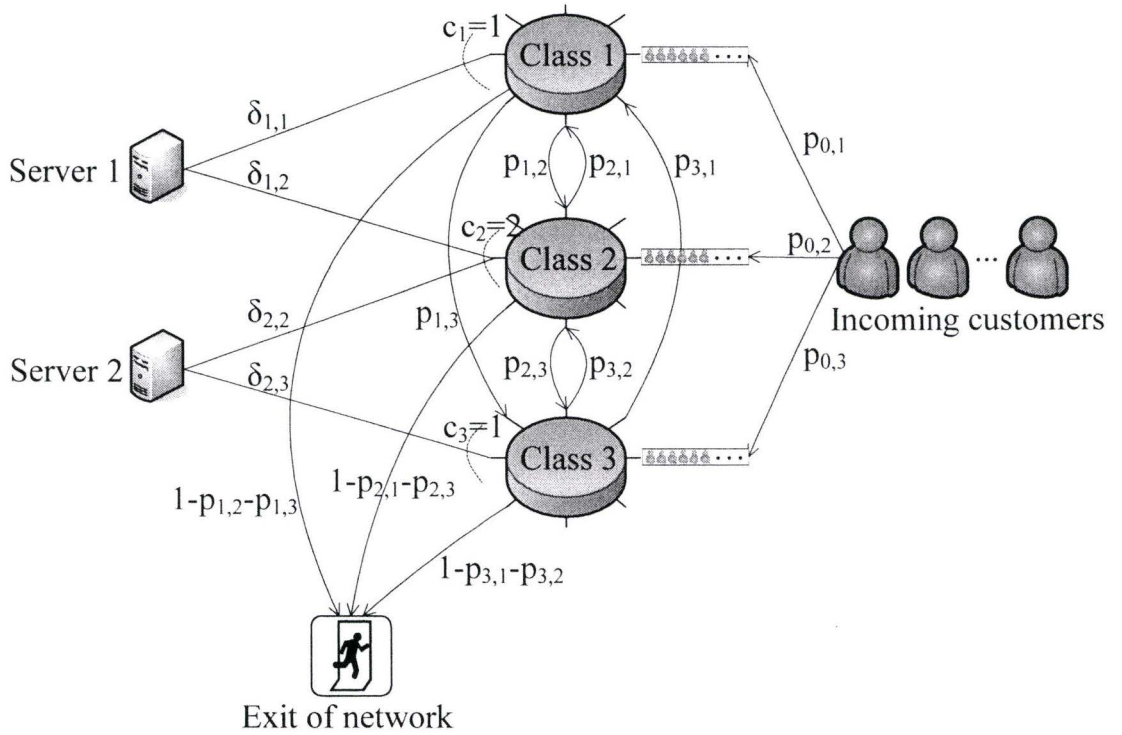 c₁=1
Class 1
...
δ₁,₁
p₀,₁
Server 1
δ₁,₂
p₁,₂
p₂,₁
p₃,₁
c₂=2
Class 2
...
p₀,₂
...
Incoming customers
δ₂,₂
p₁,₃
Server 2
δ₂,₃
p₂,₃
p₃,₂
p₀,₃
c₃=1
Class 3
...
1-p₁,₂-p₁,₃
1-p₂,₁-p₂,₃
1-p₃,₁-p₃,₂
Exit of network